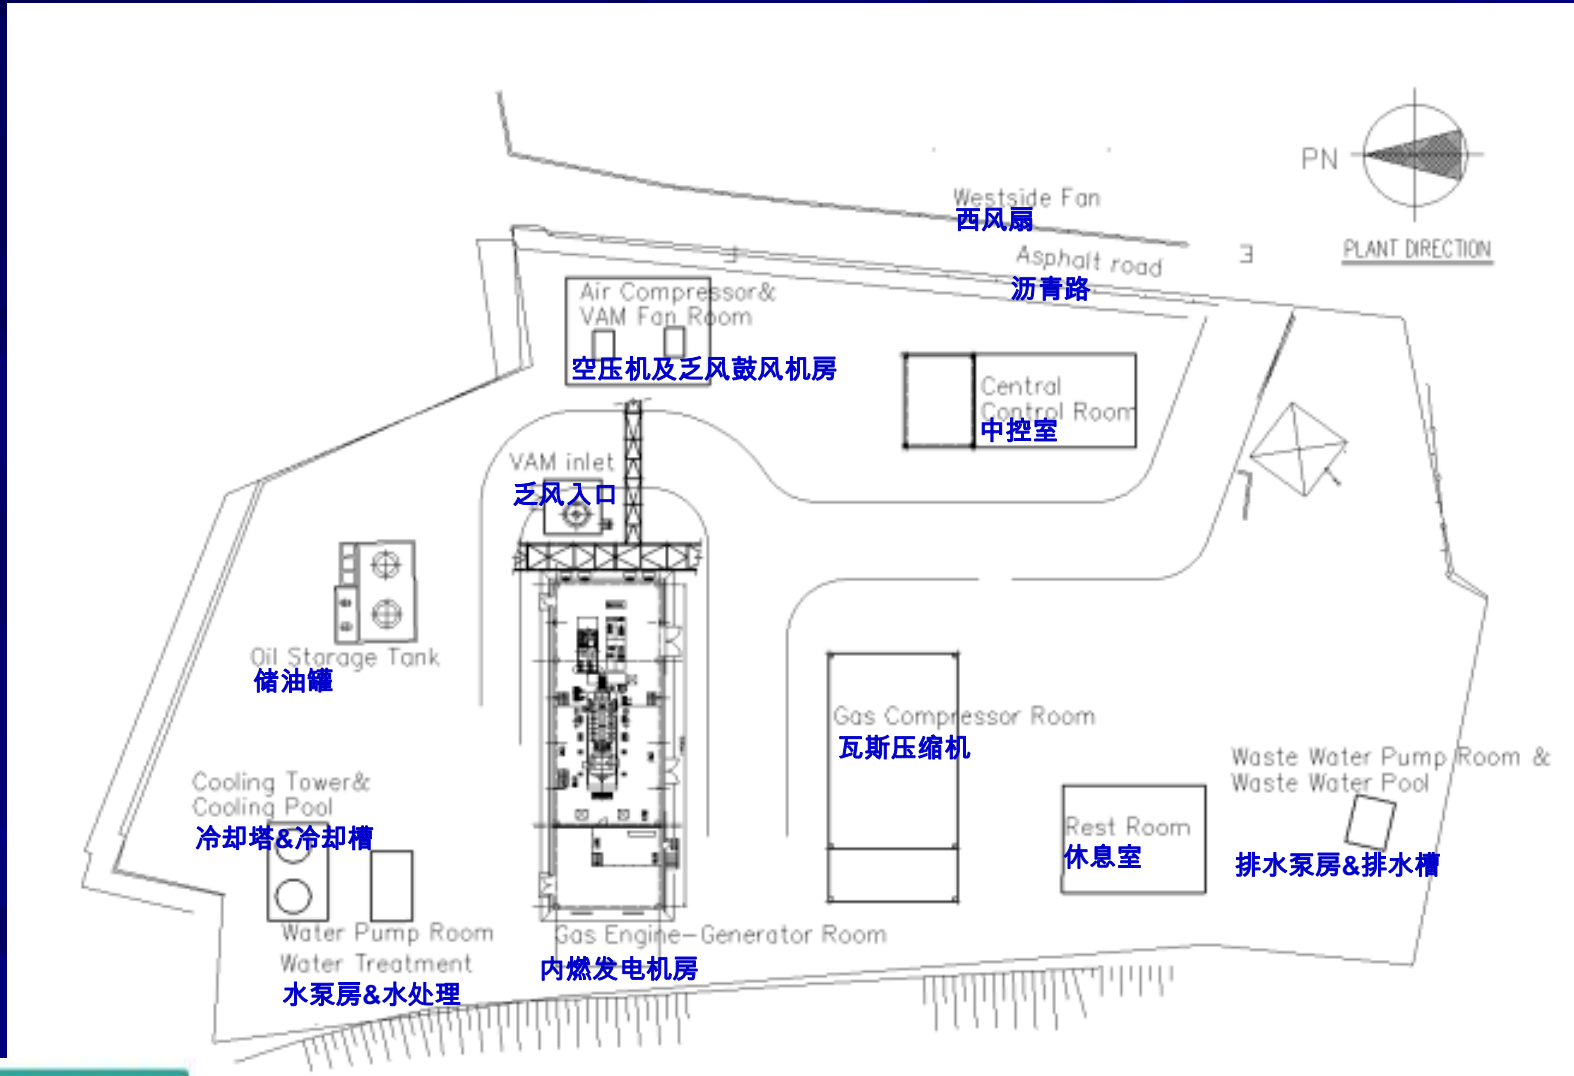 PN
PLANT DIRECTION
Westside Fan
西风扇
Asphalt road
沥青路
Air Compressor&
VAM Fan Room
空压机及乏风鼓风机房
Central
Control Room
中控室
VAM inlet
乏风入口
Oil Storage Tank
储油罐
Gas Compressor Room
瓦斯压缩机
Waste Water Pump Room &
Waste Water Pool
排水泵房&排水槽
Cooling Tower&
Cooling Pool
冷却塔&冷却槽
Rest Room
休息室
Water Pump Room
Water Treatment
水泵房&水处理
Gas Engine-Generator Room
内燃发电机房